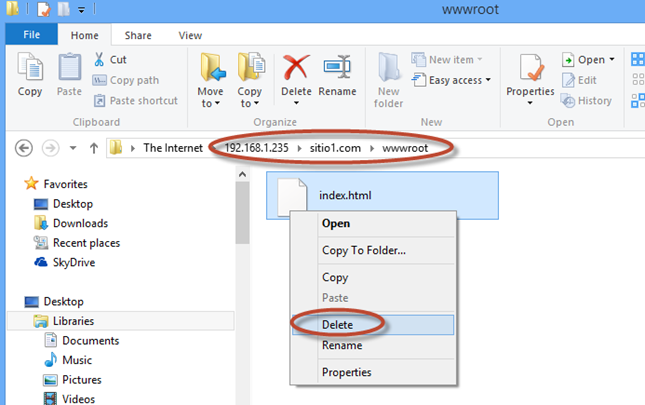 wwwroot
File Home Share View
Copy
Paste
Cut
Copy path
Paste shortcut
Clipboard
Move to
Copy to
Delete
Rename
Organize
New folder
New item
Easy access
New
Properties
Open
Edit
History
Open
The Internet 192.168.1.235 sitio1.com wwwroot
Favorites
Desktop
Downloads
Recent places
SkyDrive
Desktop
Libraries
Documents
Music
Pictures
Videos
index.html
Open
Copy To Folder...
Copy
Paste
Delete
Rename
Properties